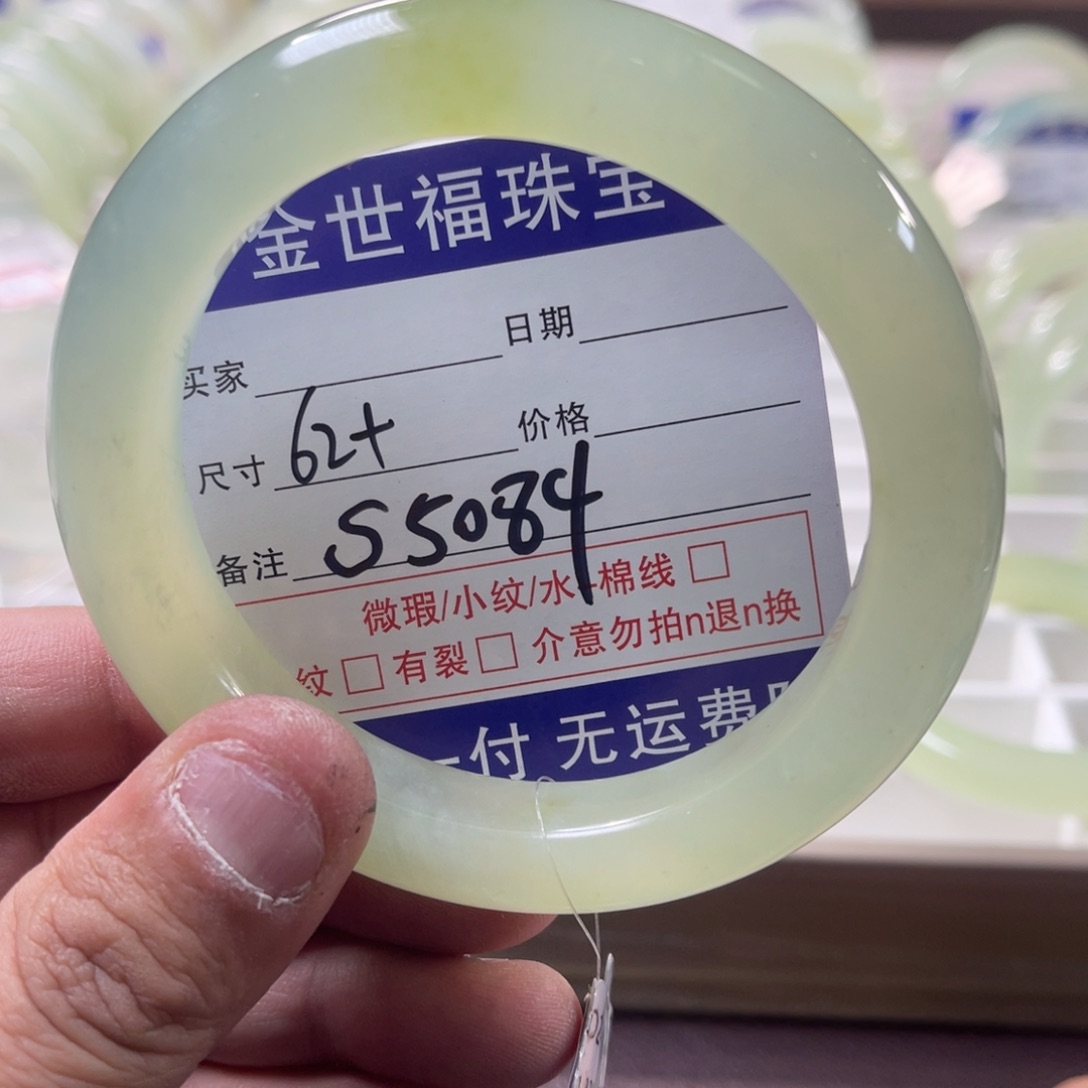 金世福珠宝
买家 日期
尺寸 62+ 价格
备注 S5084
微瑕/小纹/水+棉线 □
纹 □ 有裂 □ 介意勿拍n退n换
付 无运费